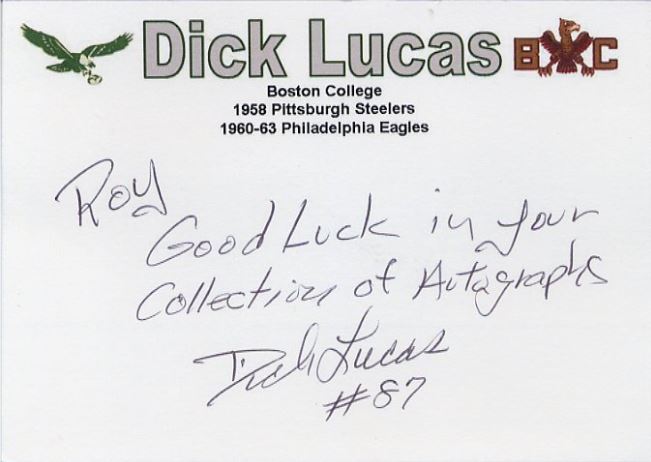 Dick Lucas
B C
Boston College
1958 Pittsburgh Steelers
1960-63 Philadelphia Eagles
Roy
Good Luck in your
Collection of Autographs
Dick Lucas
#87